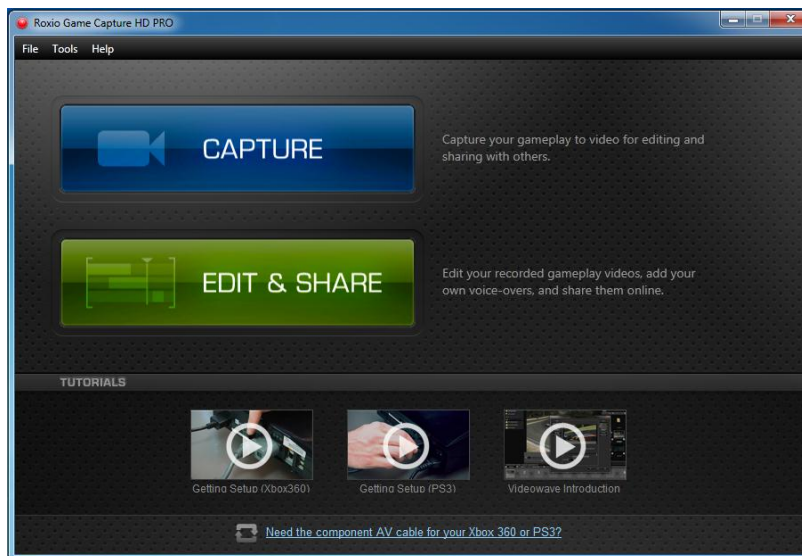 Roxio Game Capture HD PRO
File Tools Help
CAPTURE
Capture your gameplay to video for editing and
sharing with others.
EDIT & SHARE
Edit your recorded gameplay videos, add your
own voice-overs, and share them online.
TUTORIALS
Getting Setup (Xbox360)
Getting Setup (PS3)
Videowave Introduction
Need the component AV cable for your Xbox 360 or PS3?